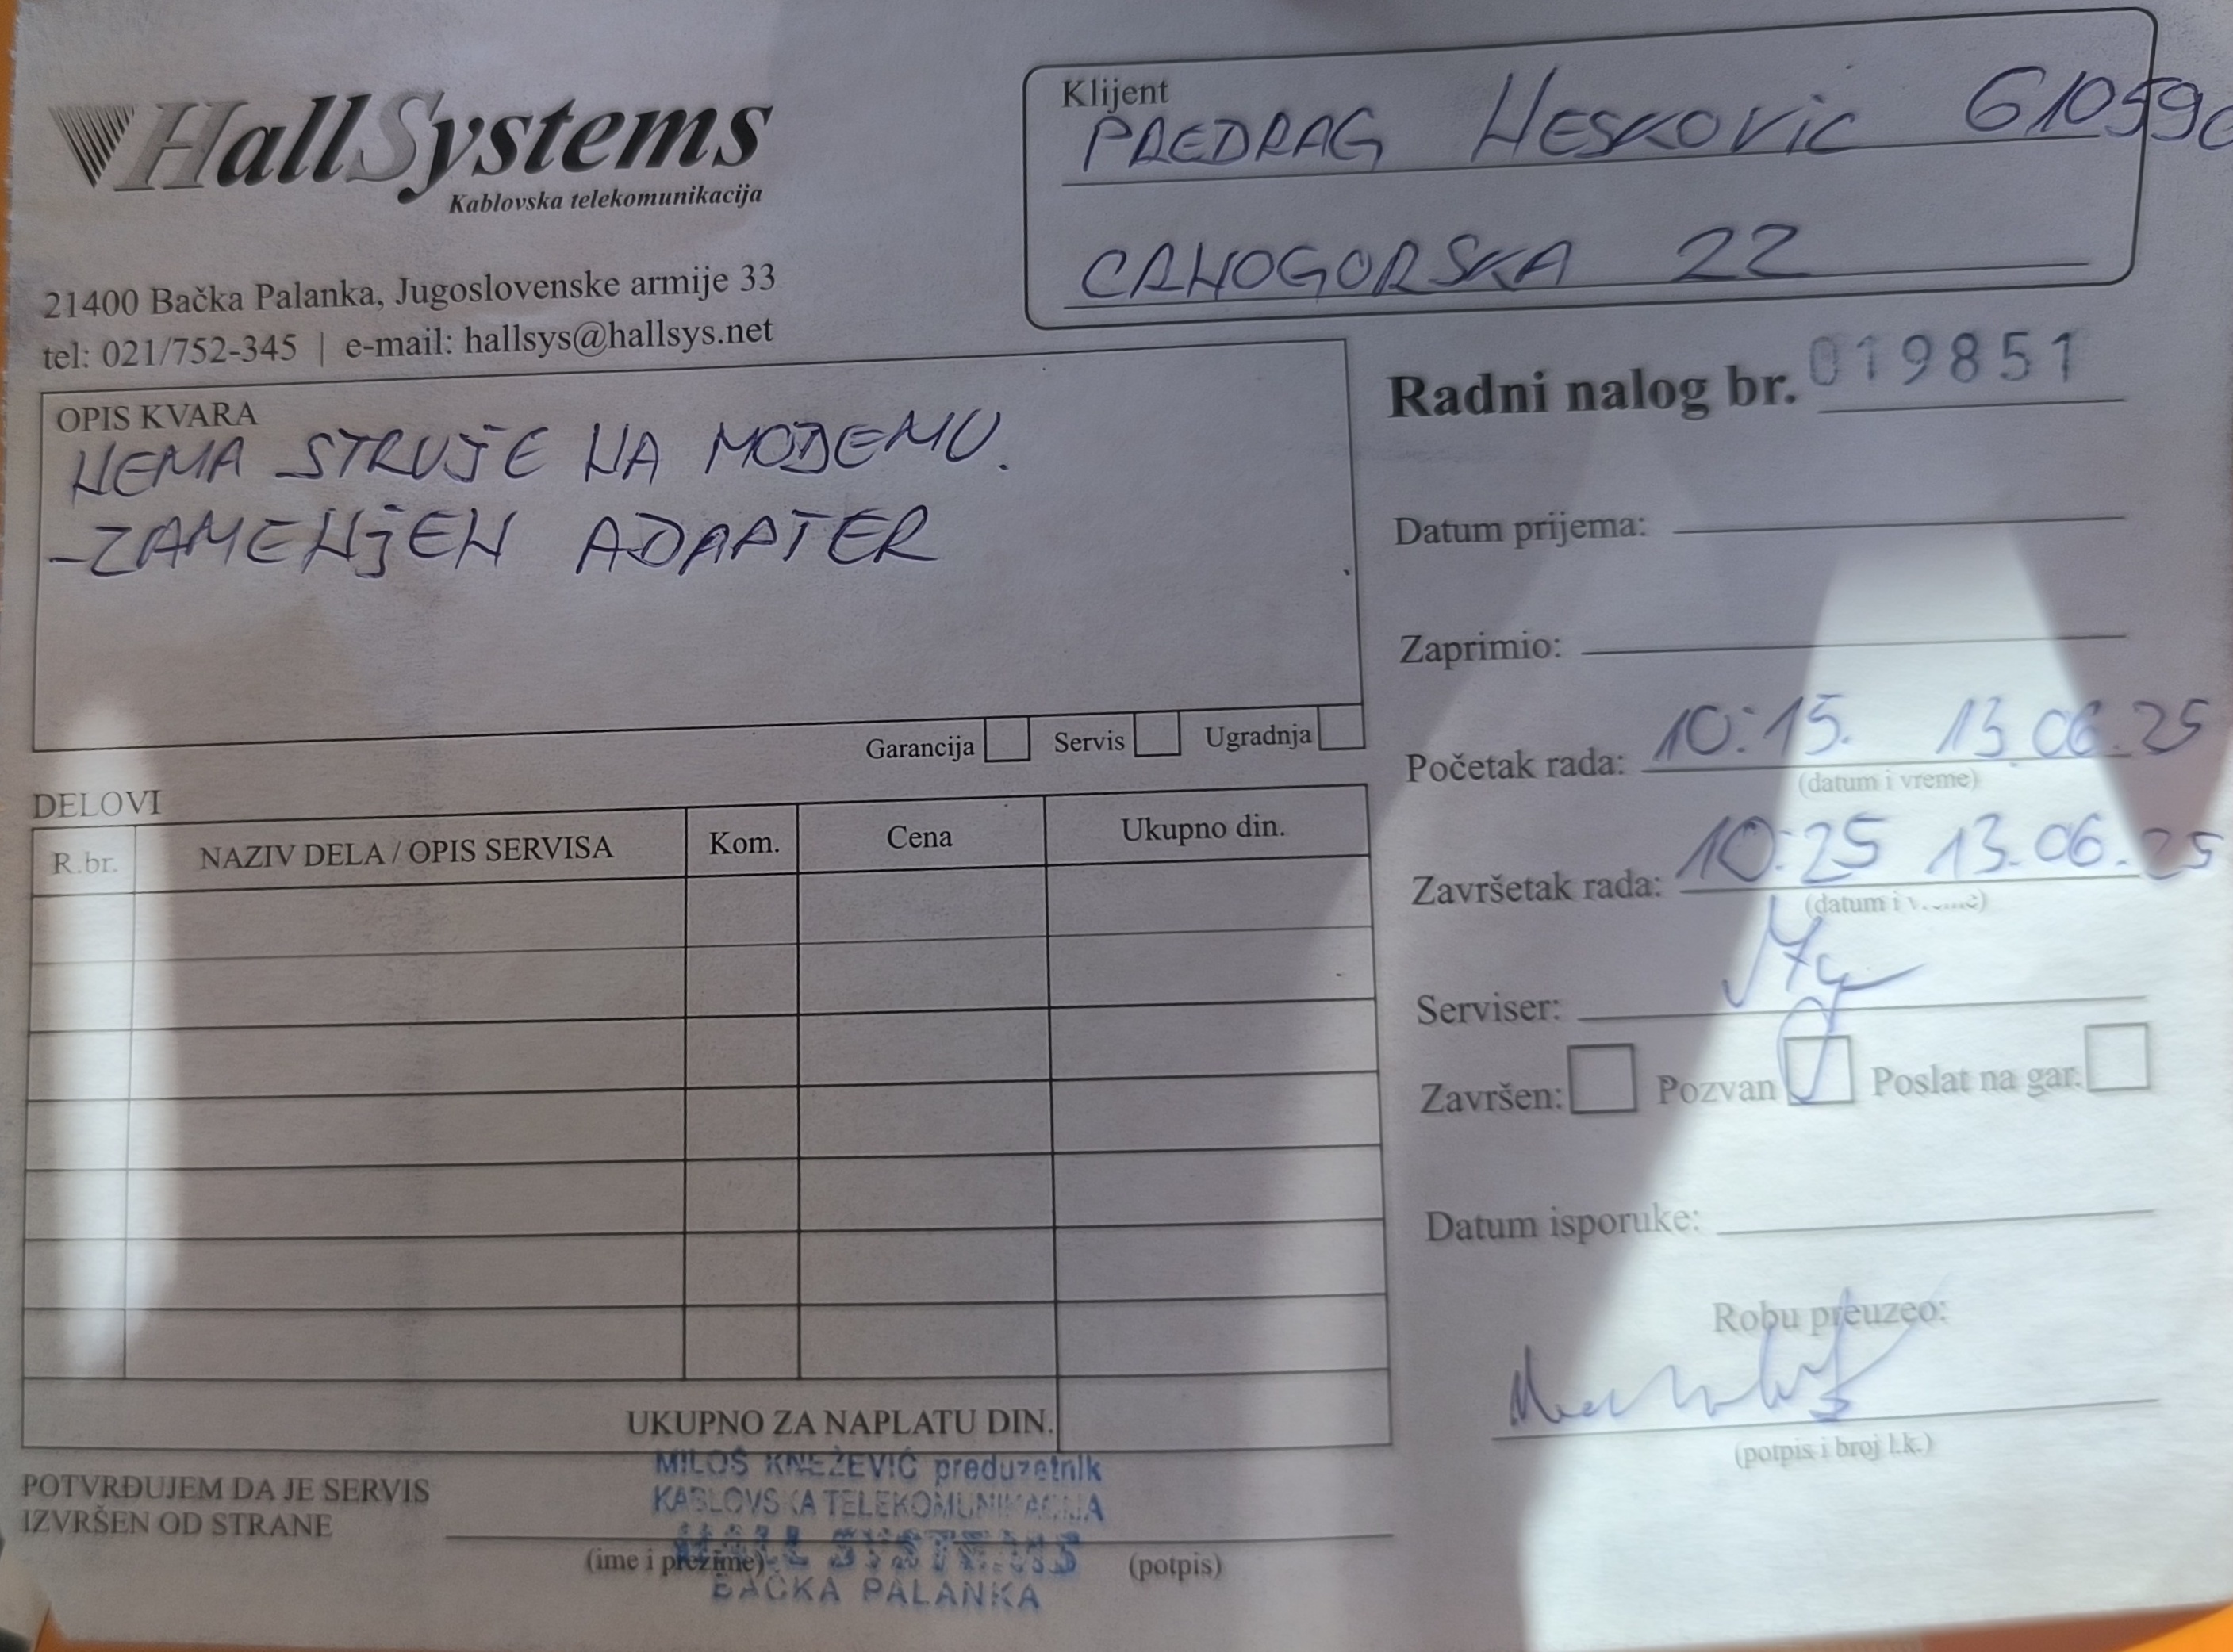 HallSystems
Kablovska telekomunikacija
21400 Bačka Palanka, Jugoslovenske armije 33
tel: 021/752-345 | e-mail: hallsys@hallsys.net
Klijent
PREDRAG NESKOVIC
CRNOGORSKA 22
OPIS KVARA
NEMA STRUJE NA MODEMU.
-ZAMENJEN ADAPTER
Garancija Servis Ugradnja
Radni nalog br. 019851
Datum prijema:
Zaprimio:
Početak rada: 10:15. 13.06.25
(datum i vreme)
Završetak rada: 10:25 13.06.25
(datum i vreme)
Serviser:
Završen: Pozvan Poslat na gar.
Datum isporuke:
Robu preuzeo:
(potpis i broj l.k.)
DELOVI
R.br. NAZIV DELA / OPIS SERVISA Kom. Cena Ukupno din.
UKUPNO ZA NAPLATU DIN.
POTVRĐUJEM DA JE SERVIS
IZVRŠEN OD STRANE
(ime i prezime) (potpis)
MILOŠ KNEŽEVIĆ preduzetnik
KABLOVSKA TELEKOMUNIKACIJA
HALL SYSTEMS
BAČKA PALANKA